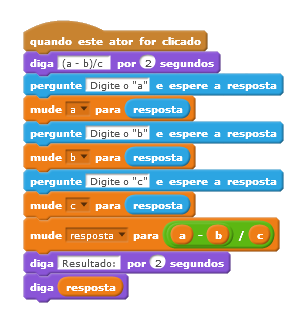 quando este ator for clicado
diga (a - b)/c por 2 segundos
pergunte Digite o "a" e espere a resposta
mude a para resposta
pergunte Digite o "b" e espere a resposta
mude b para resposta
pergunte Digite o "c" e espere a resposta
mude c para resposta
mude resposta para a - b / c
diga Resultado: por 2 segundos
diga resposta